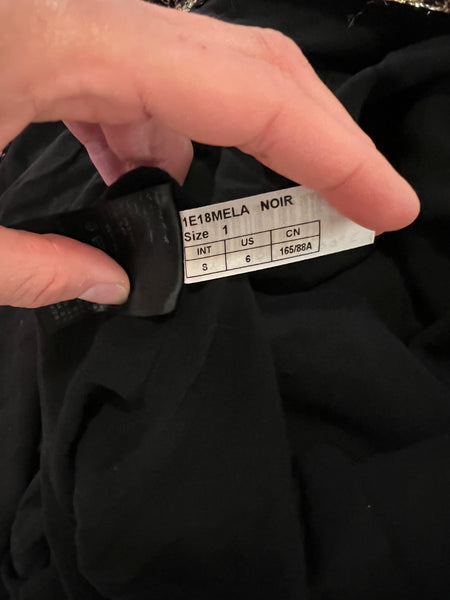 1E18MELA NOIR
Size 1
INT US CN
S 6 165/88A